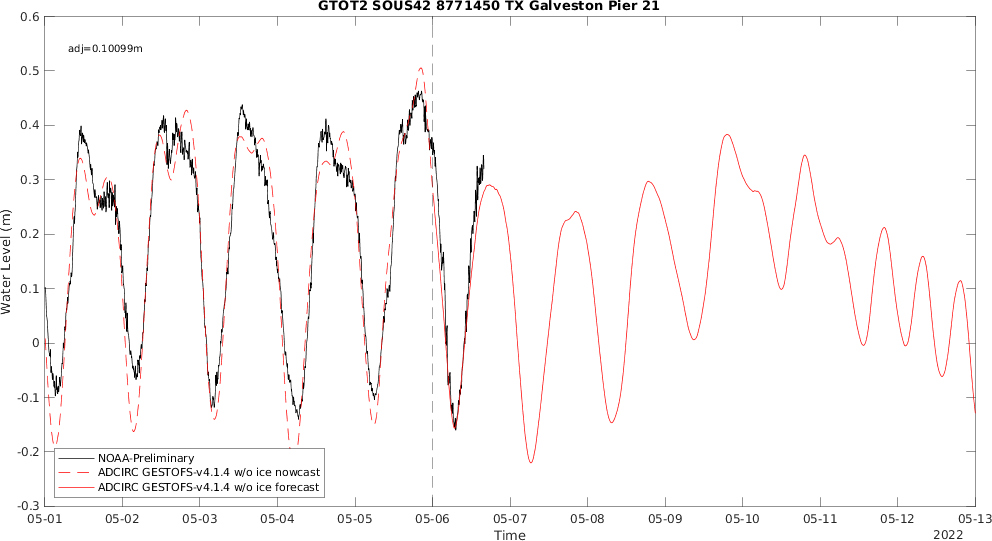 GTOT2 SOUS42 8771450 TX Galveston Pier 21
adj=0.10099m
0.6
0.5
0.4
0.3
0.2
0.1
0
-0.1
-0.2
-0.3
Water Level (m)
NOAA-Preliminary
ADCIRC GESTOFS-v4.1.4 w/o ice nowcast
ADCIRC GESTOFS-v4.1.4 w/o ice forecast
05-01 05-02 05-03 05-04 05-05 05-06 05-07 05-08 05-09 05-10 05-11 05-12 05-13
Time
2022